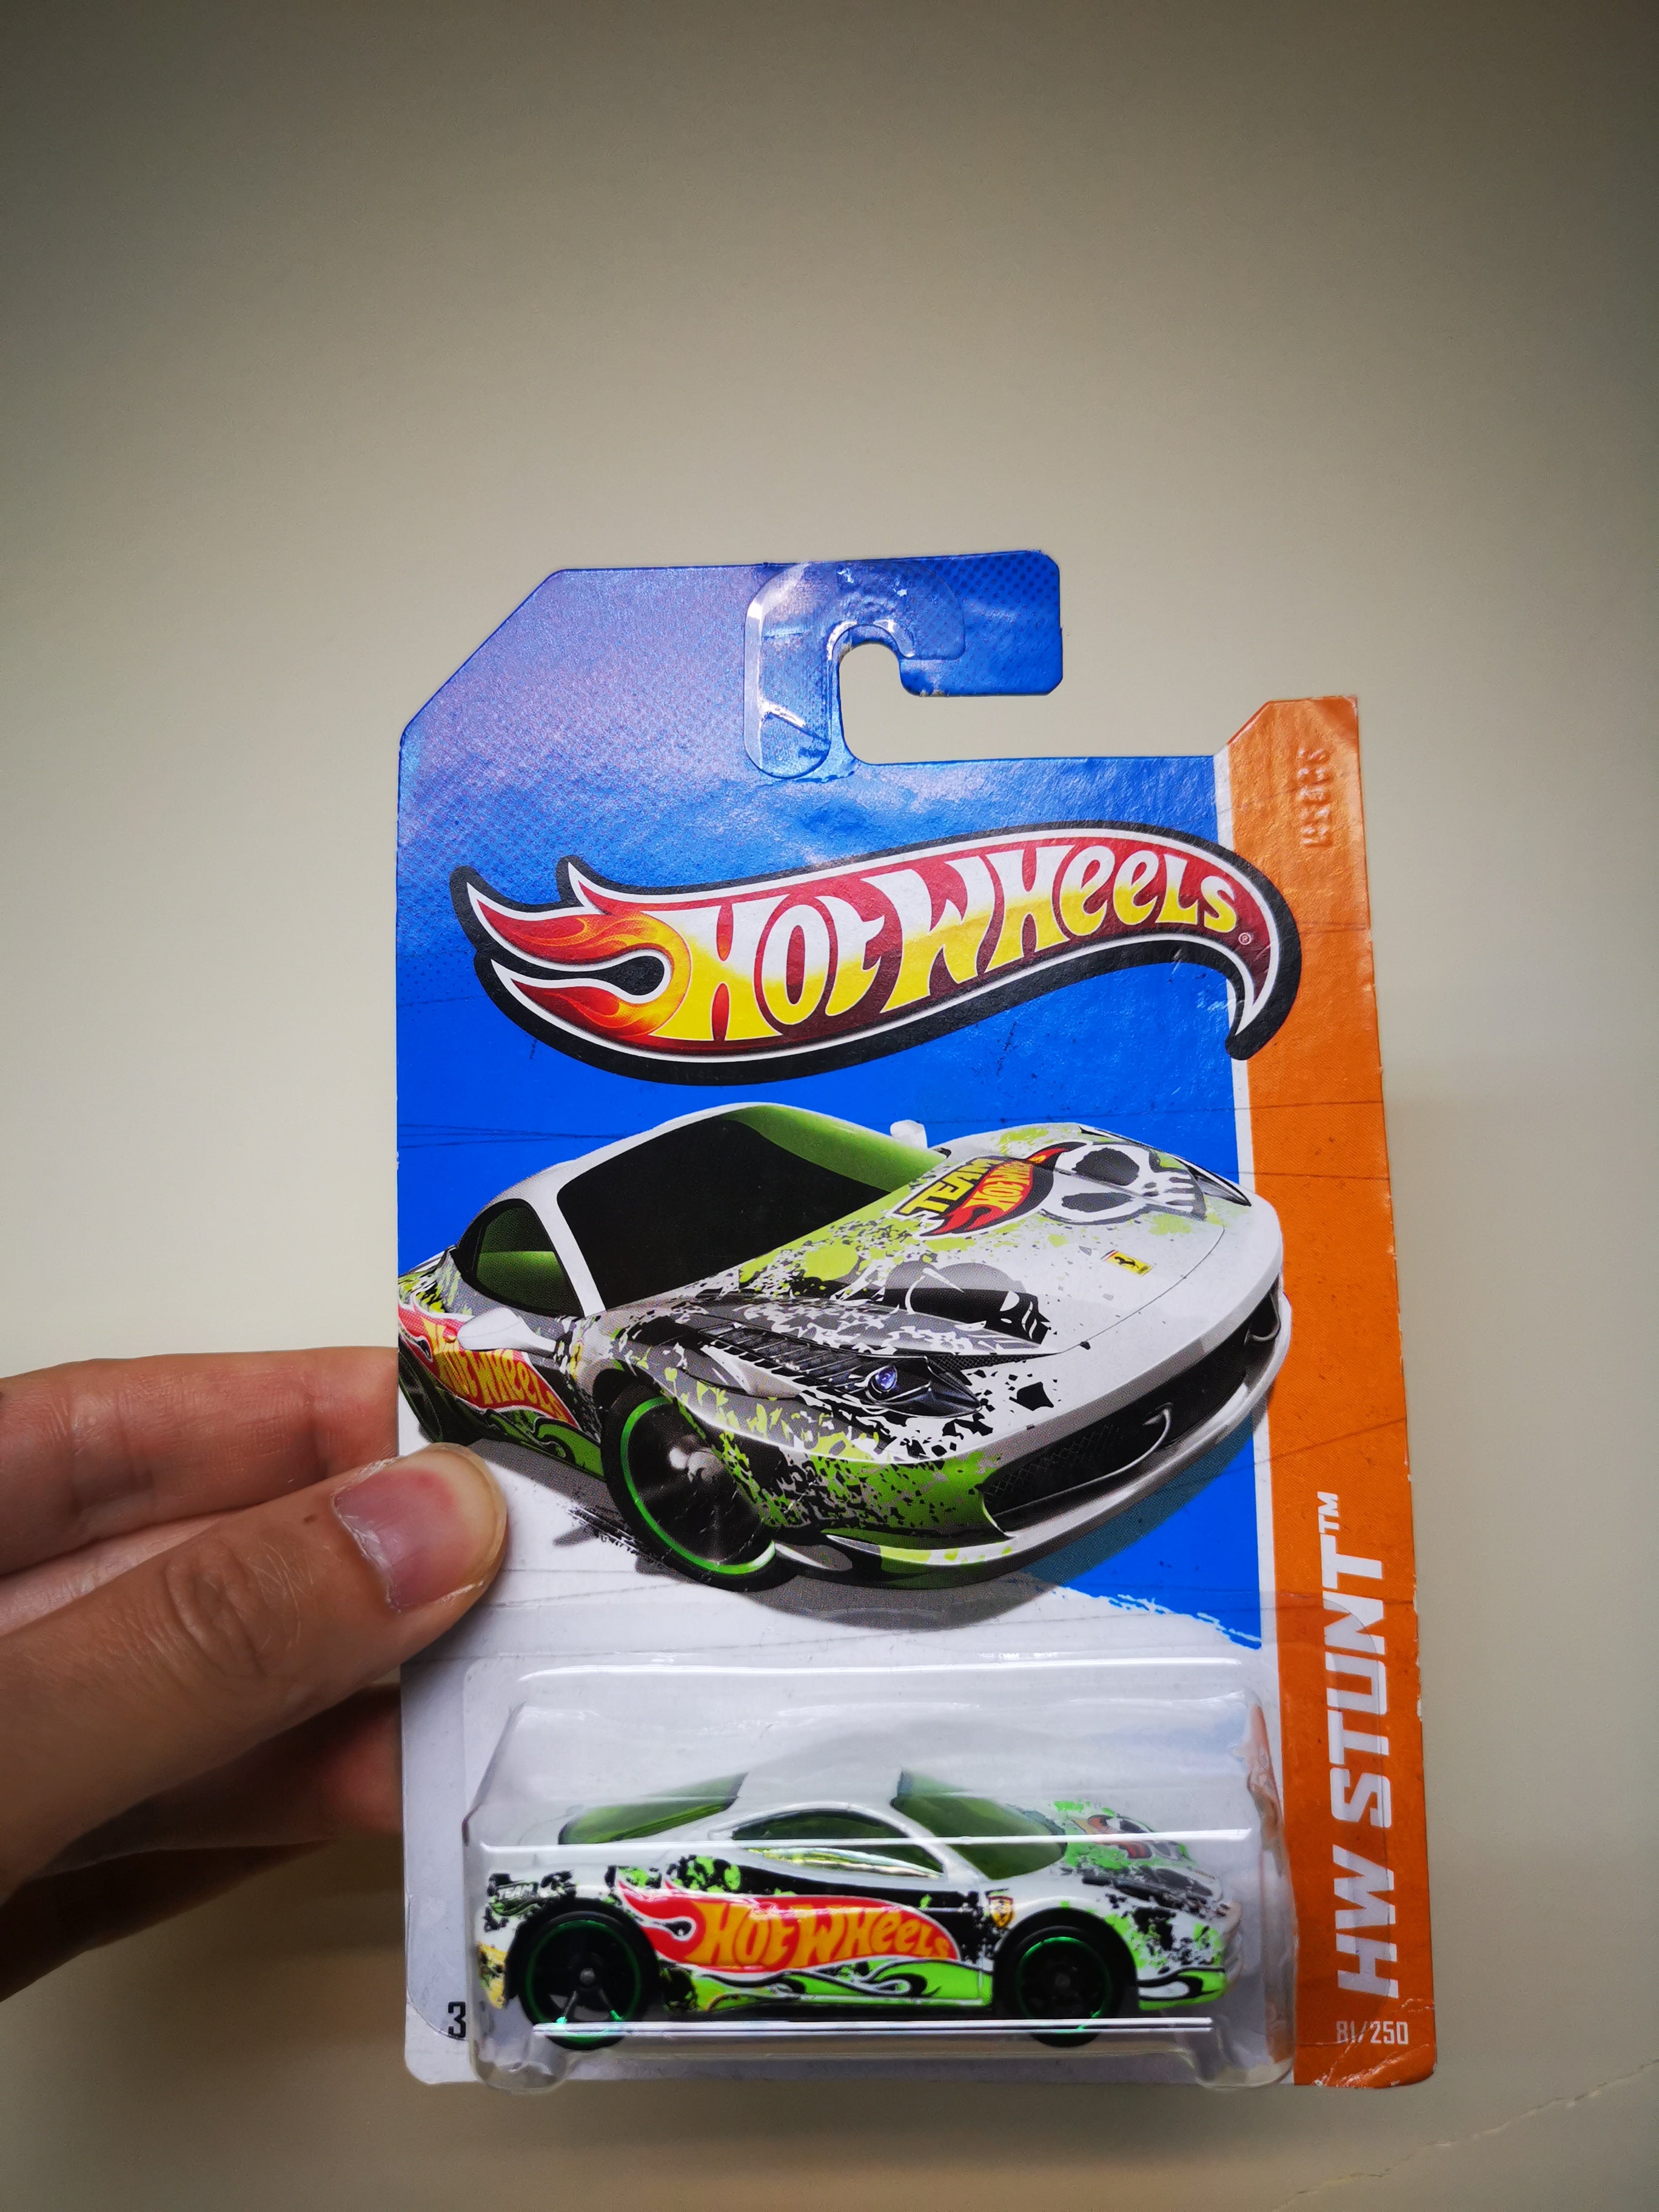 HOT WHEELS®
TEAM
HOT WHEELS
HOT WHEELS
HW STUNT™
TEAM
HOT WHEELS
3
81/250